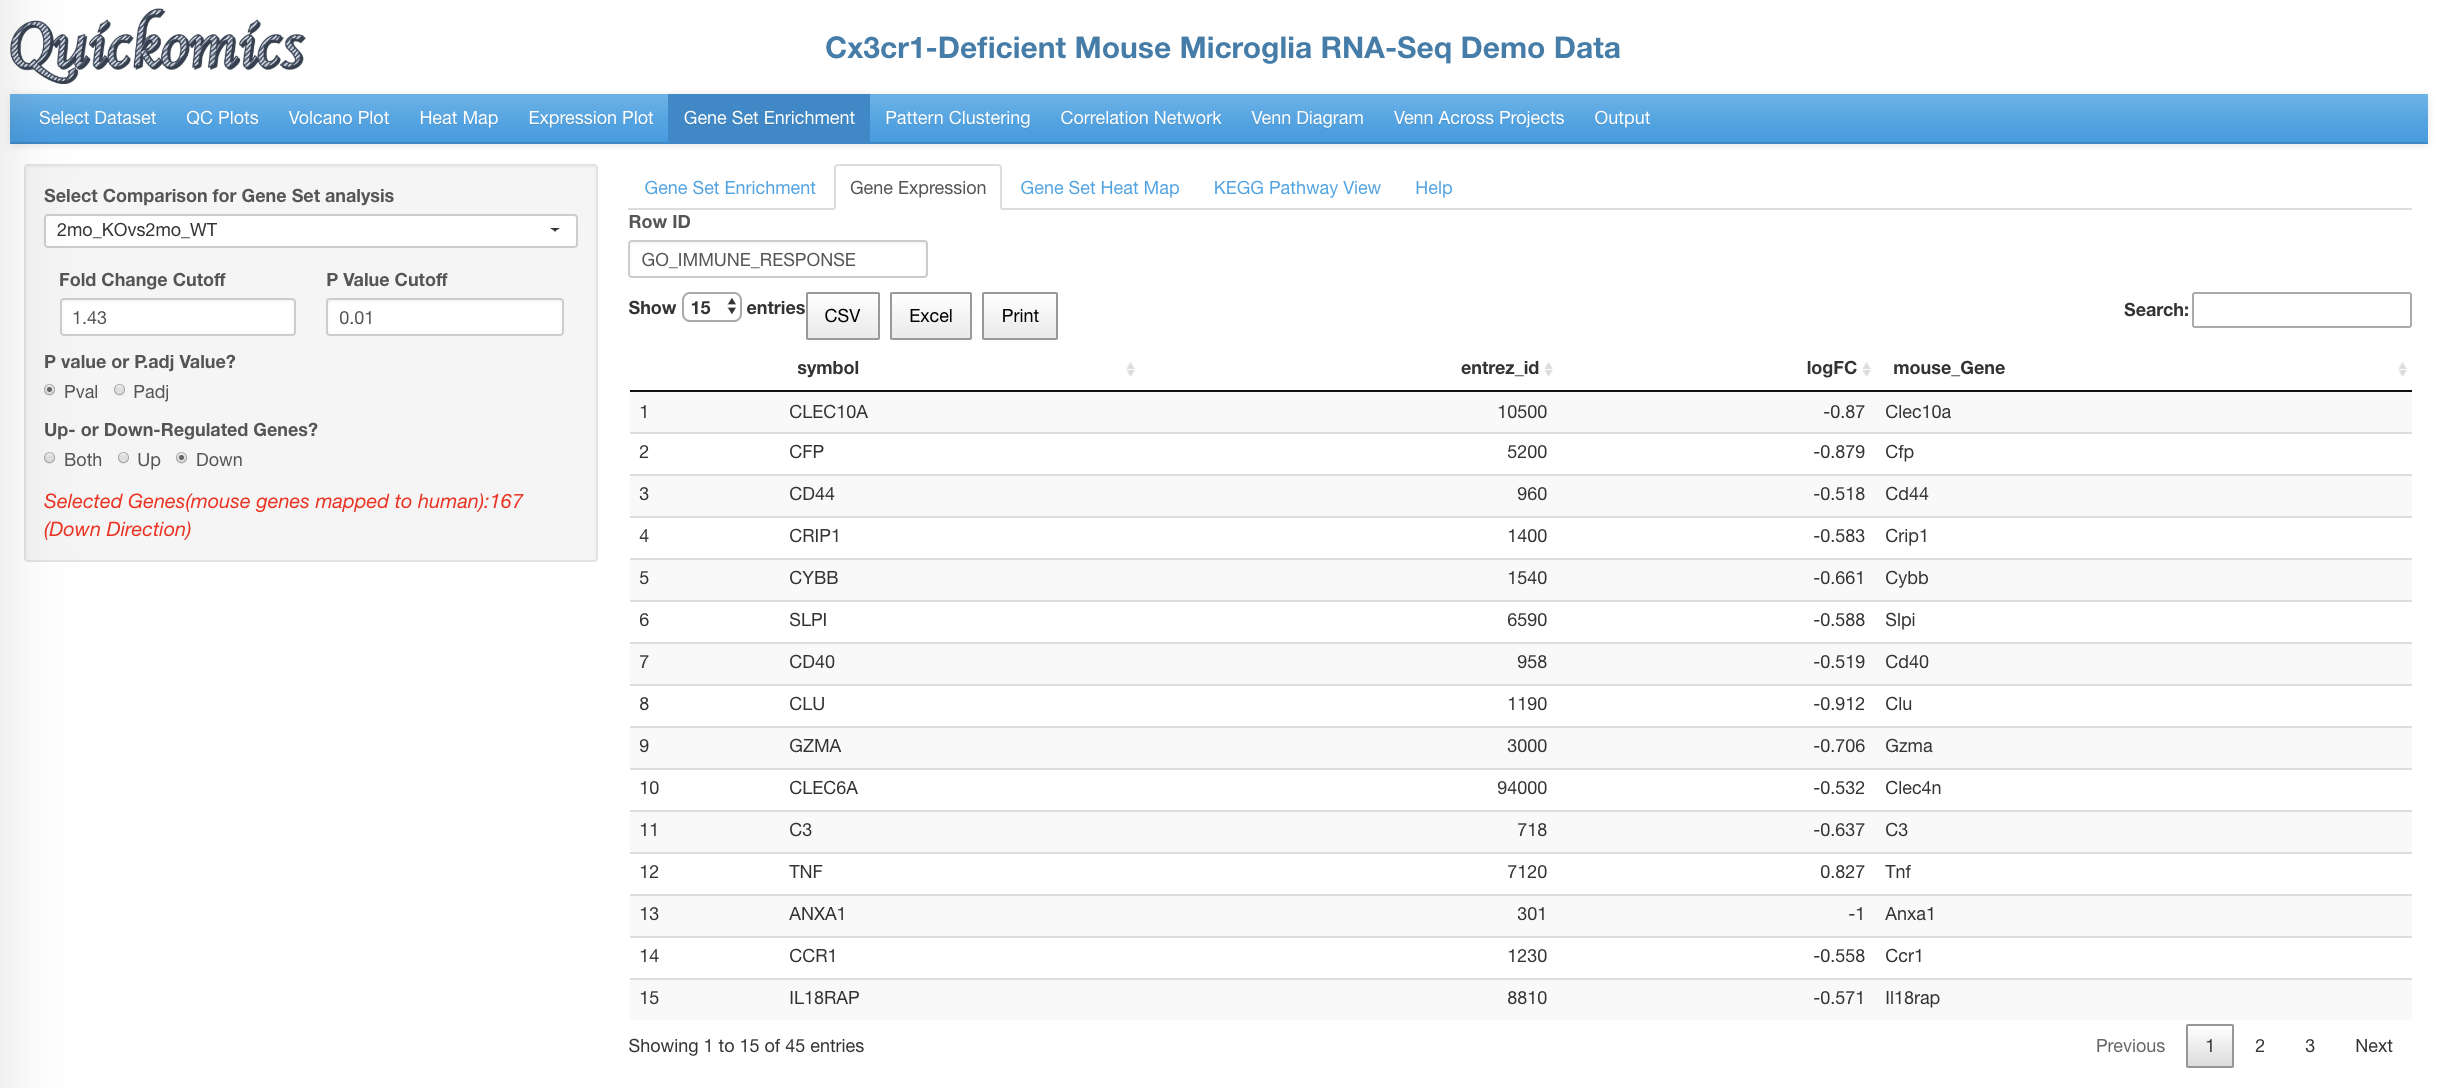 Quickomics
Cx3cr1-Deficient Mouse Microglia RNA-Seq Demo Data
Select Dataset QC Plots Volcano Plot Heat Map Expression Plot Gene Set Enrichment Pattern Clustering Correlation Network Venn Diagram Venn Across Projects Output
Select Comparison for Gene Set analysis
2mo_KOvs2mo_WT
Fold Change Cutoff P Value Cutoff
1.43 0.01
P value or P.adj Value?
Pval Padj
Up- or Down-Regulated Genes?
Both Up Down
Selected Genes(mouse genes mapped to human):167
(Down Direction)
Gene Set Enrichment Gene Expression Gene Set Heat Map KEGG Pathway View Help
Row ID
GO_IMMUNE_RESPONSE
Show 15 entries CSV Excel Print Search:
symbol entrez_id logFC mouse_Gene
1 CLEC10A 10500 -0.87 Clec10a
2 CFP 5200 -0.879 Cfp
3 CD44 960 -0.518 Cd44
4 CRIP1 1400 -0.583 Crip1
5 CYBB 1540 -0.661 Cybb
6 SLPI 6590 -0.588 Slpi
7 CD40 958 -0.519 Cd40
8 CLU 1190 -0.912 Clu
9 GZMA 3000 -0.706 Gzma
10 CLEC6A 94000 -0.532 Clec4n
11 C3 718 -0.637 C3
12 TNF 7120 0.827 Tnf
13 ANXA1 301 -1 Anxa1
14 CCR1 1230 -0.558 Ccr1
15 IL18RAP 8810 -0.571 Il18rap
Showing 1 to 15 of 45 entries Previous 1 2 3 Next